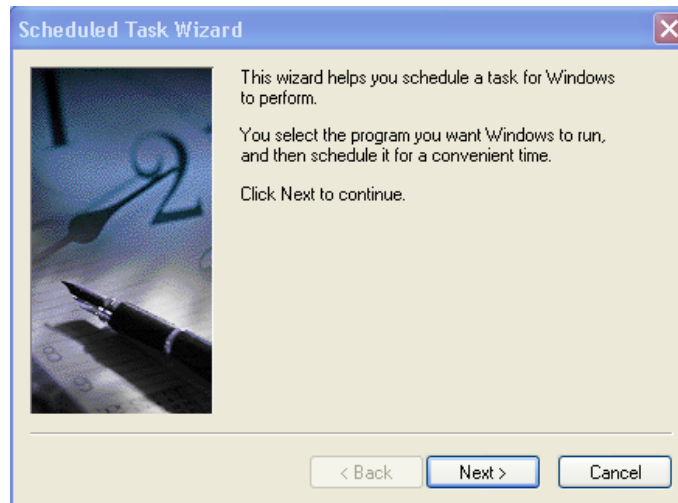 Scheduled Task Wizard
This wizard helps you schedule a task for Windows
to perform.
You select the program you want Windows to run,
and then schedule it for a convenient time.
Click Next to continue.
2
< Back
Next >
Cancel